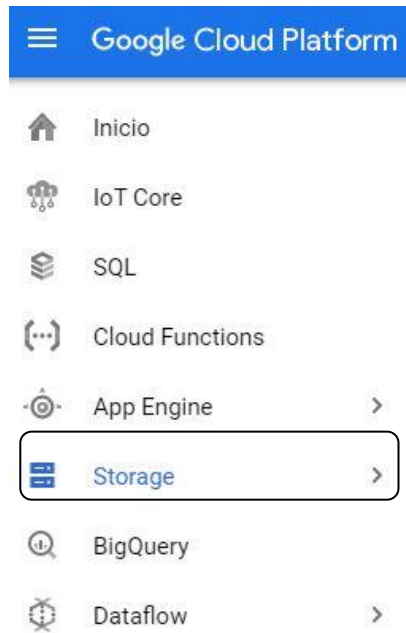 Google Cloud Platform
Inicio
IoT Core
SQL
Cloud Functions
App Engine
Storage
BigQuery
Dataflow